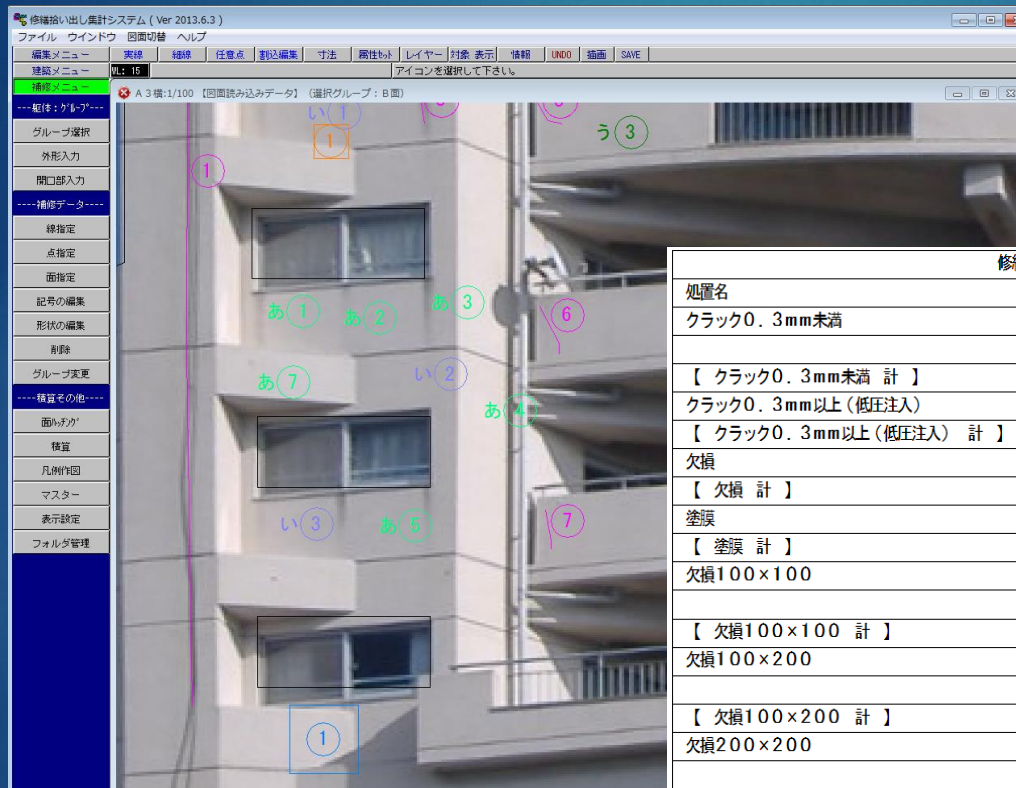 修繕拾い出し集計システム ( Ver 2013.6.3 )
ファイル ウインドウ 図面切替 ヘルプ
編集メニュー 実線 細線 任意点 割込編集 寸法 属性ｾｯﾄ レイヤー 対象 表示 情報 UNDO 描画 SAVE
建築メニュー VL: 15 アイコンを選択して下さい。
補修メニュー
A 3 横:1/100 【図面読み込みデータ】 (選択グループ : B面)
---躯体 : ｸﾞﾙｰﾌﾟ---
グループ選択
外形入力
開口部入力
----補修データ----
線指定
点指定
面指定
記号の編集
形状の編集
削除
グループ変更
----積算その他----
面ﾊｯﾁﾝｸﾞ
積算
凡例作図
マスター
表示設定
フォルダ管理
い 1
1
う 3
1
あ 1
あ 2
あ 3
6
あ 7
い 2
あ 4
い 3
あ 5
7
1
処置名
クラック０．３mm未満
【 クラック０．３mm未満 計 】
クラック０．３mm以上（低圧注入）
【 クラック０．３mm以上（低圧注入） 計 】
欠損
【 欠損 計 】
塗膜
【 塗膜 計 】
欠損１００×１００
【 欠損１００×１００ 計 】
欠損１００×２００
【 欠損１００×２００ 計 】
欠損２００×２００